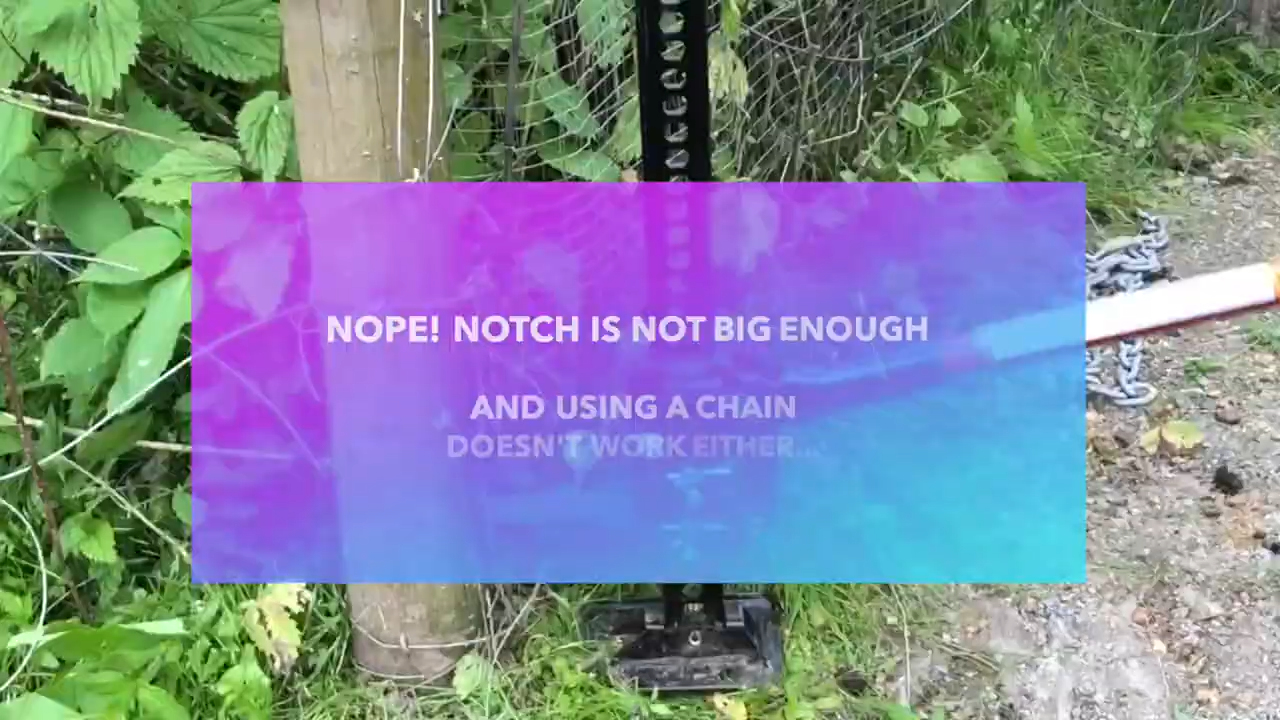 NOPE! NOTCH IS NOT BIG ENOUGH
AND USING A CHAIN
DOESN'T WORK EITHER...